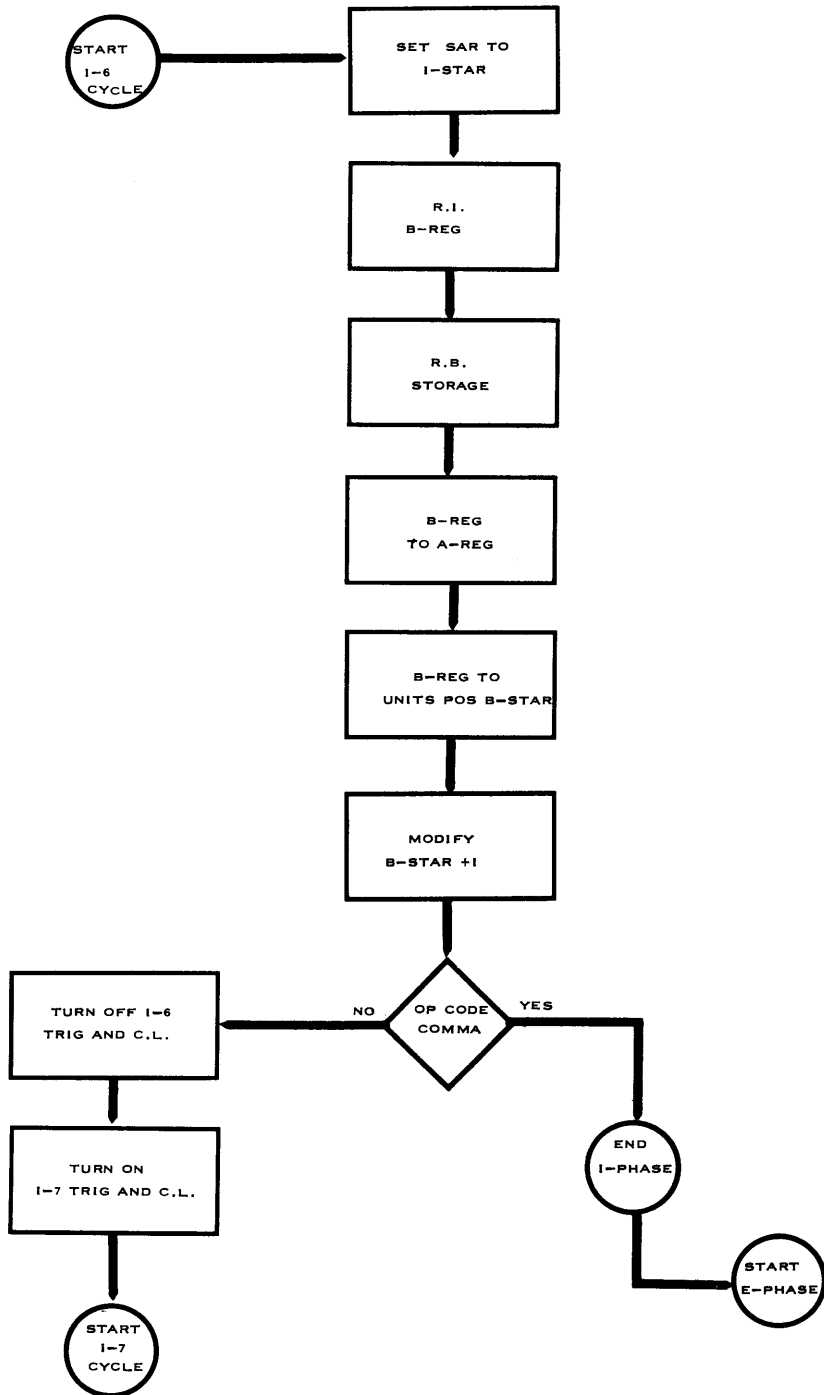 START
I-6
CYCLE
SET SAR TO
I-STAR
R.I.
B-REG
R.B.
STORAGE
B-REG
TO A-REG
B-REG TO
UNITS POS B-STAR
MODIFY
B-STAR +1
OP CODE
COMMA
NO
YES
TURN OFF I-6
TRIG AND C.L.
TURN ON
I-7 TRIG AND C.L.
START
I-7
CYCLE
END
I-PHASE
START
E-PHASE